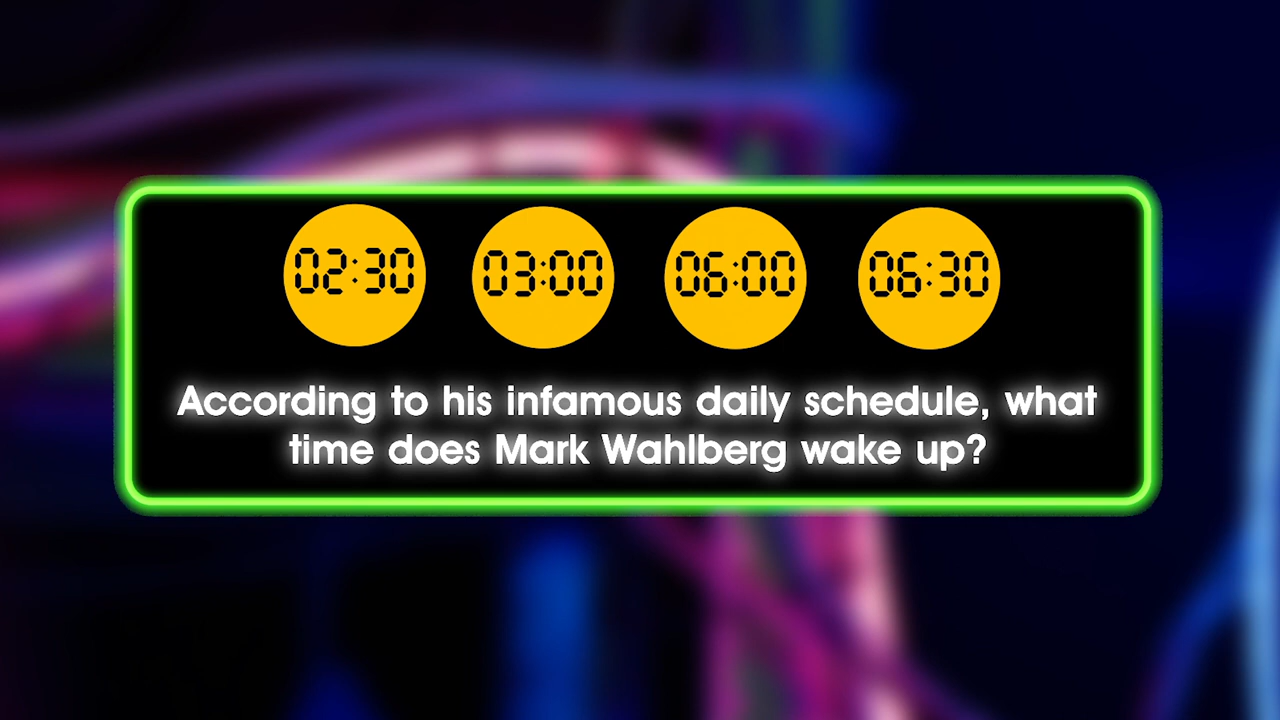 02:30 03:00 06:00 06:30
According to his infamous daily schedule, what
time does Mark Wahlberg wake up?